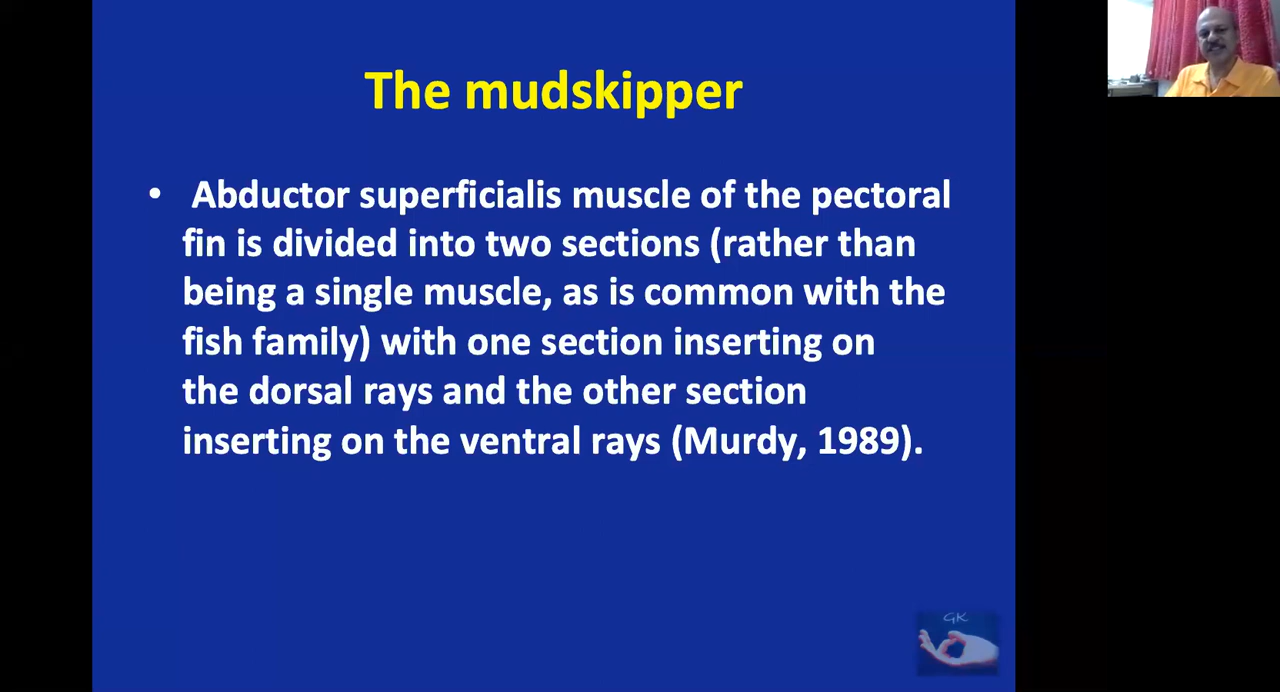 The mudskipper
• Abductor superficialis muscle of the pectoral
fin is divided into two sections (rather than
being a single muscle, as is common with the
fish family) with one section inserting on
the dorsal rays and the other section
inserting on the ventral rays (Murdy, 1989).
GK